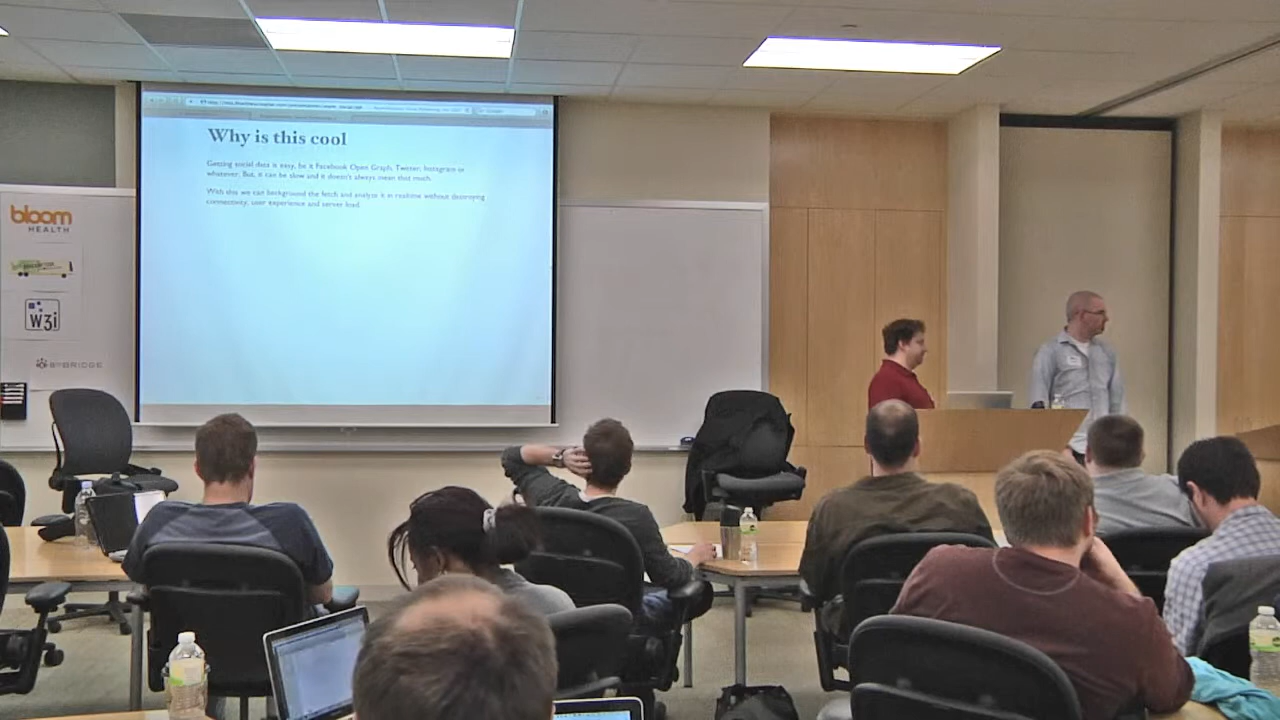 Why is this cool
Getting social data is easy, be it Facebook Open Graph, Twitter, Instagram or
whatever. But, it can be slow and it doesn't always mean that much.
With this we can background the fetch and analyze it in realtime without destroying
connectivity, user experience and server load.
bloom
HEALTH
W3i